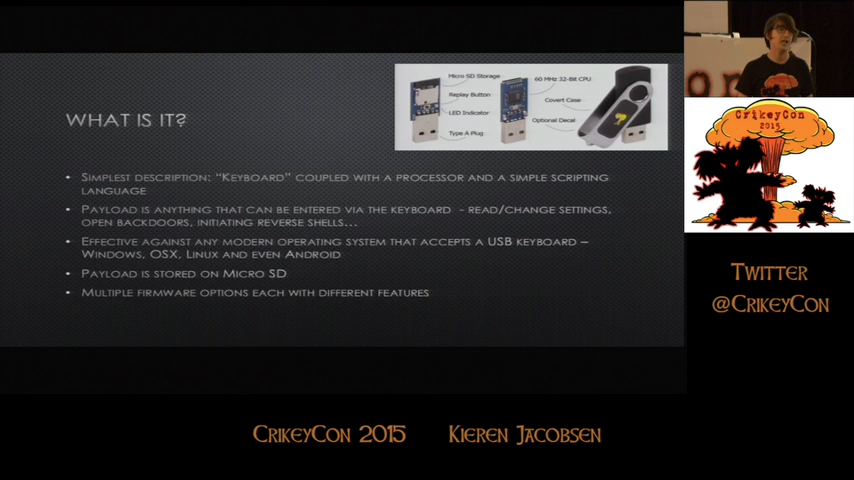 WHAT IS IT?
Micro SD Storage
Replay Button
LED Indicator
Type A Plug
60 MHz 32-Bit CPU
Covert Case
Optional Decal
• SIMPLEST DESCRIPTION: "KEYBOARD" COUPLED WITH A PROCESSOR AND A SIMPLE SCRIPTING
LANGUAGE
• PAYLOAD IS ANYTHING THAT CAN BE ENTERED VIA THE KEYBOARD - READ/CHANGE SETTINGS,
OPEN BACKDOORS, INITIATING REVERSE SHELLS...
• EFFECTIVE AGAINST ANY MODERN OPERATING SYSTEM THAT ACCEPTS A USB KEYBOARD –
WINDOWS, OSX, LINUX AND EVEN ANDROID
• PAYLOAD IS STORED ON MICRO SD
• MULTIPLE FIRMWARE OPTIONS EACH WITH DIFFERENT FEATURES
CrikeyCon
2015
TWITTER
@CRIKEYCON
CRIKEYCON 2015 KIEREN JACOBSEN